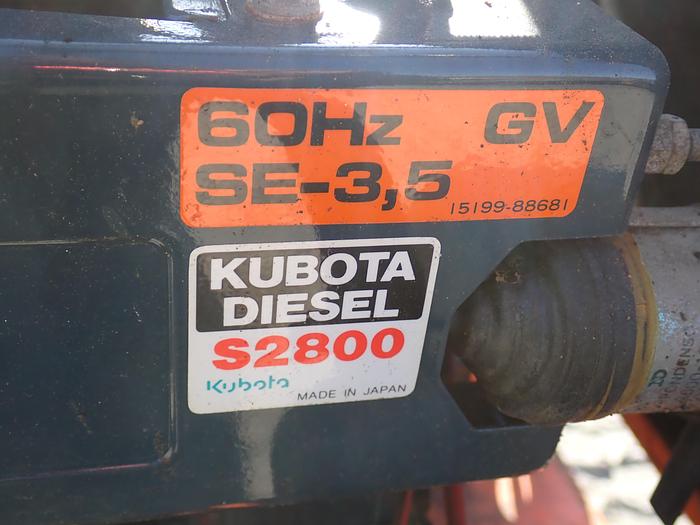 60Hz GV
SE-3,5
15199-88681
KUBOTA
DIESEL
S2800
Kubota
MADE IN JAPAN